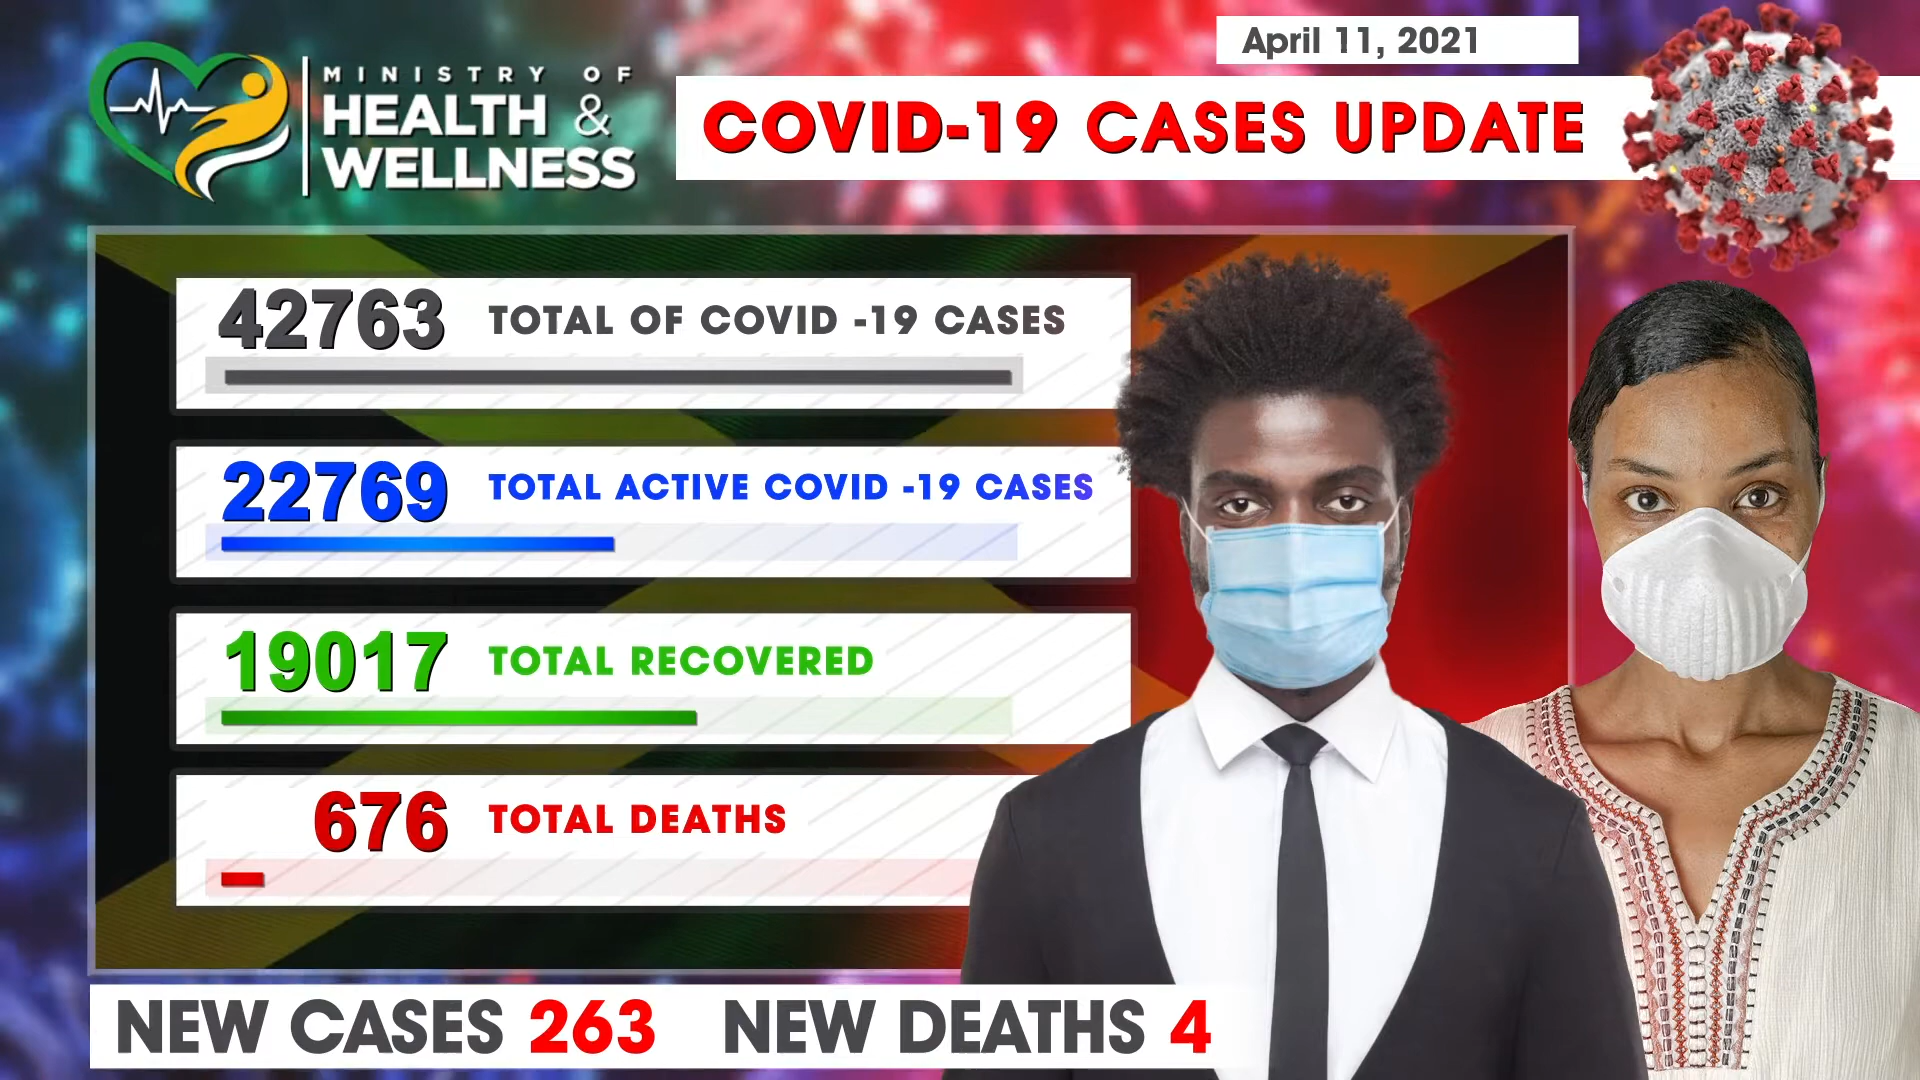 April 11, 2021
MINISTRY OF
HEALTH &
WELLNESS
COVID-19 CASES UPDATE
42763 TOTAL OF COVID -19 CASES
22769 TOTAL ACTIVE COVID -19 CASES
19017 TOTAL RECOVERED
676 TOTAL DEATHS
NEW CASES 263 NEW DEATHS 4